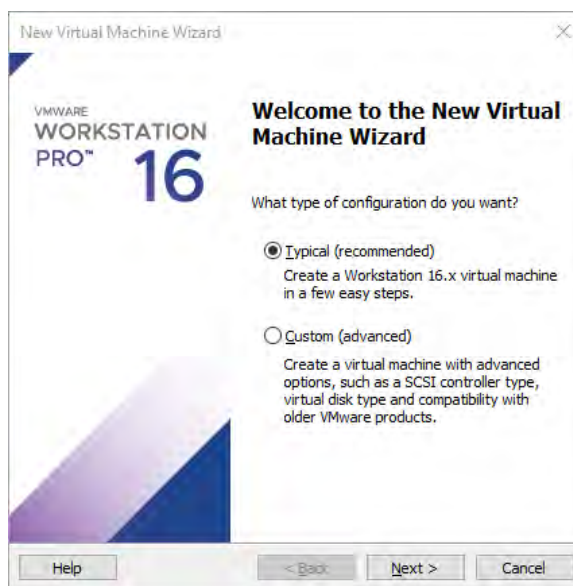 New Virtual Machine Wizard
VMWARE
WORKSTATION
PRO™ 16
Welcome to the New Virtual
Machine Wizard
What type of configuration do you want?
Typical (recommended)
Create a Workstation 16.x virtual machine
in a few easy steps.
Custom (advanced)
Create a virtual machine with advanced
options, such as a SCSI controller type,
virtual disk type and compatibility with
older VMware products.
Help
< Back
Next >
Cancel